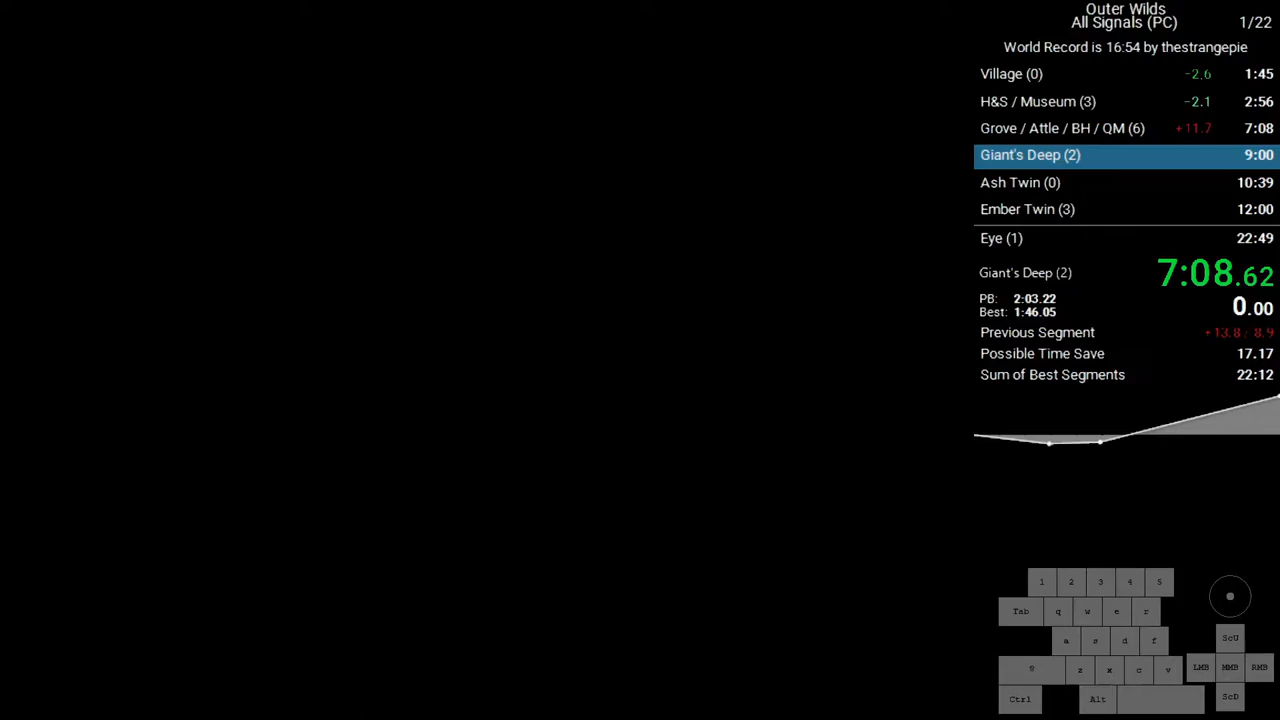 Outer Wilds
All Signals (PC) 1/22
World Record is 16:54 by thestrangepie
Village (0) -2.6 1:45
H&S / Museum (3) -2.1 2:56
Grove / Attle / BH / QM (6) +11.7 7:08
Giant's Deep (2) 9:00
Ash Twin (0) 10:39
Ember Twin (3) 12:00
Eye (1) 22:49
Giant's Deep (2) 7:08.62
PB: 2:03.22 0.00
Best: 1:46.05
Previous Segment +13.8 / 8.9
Possible Time Save 17.17
Sum of Best Segments 22:12
1 2 3 4 5
Tab q w e r
a s d f ScU
z x c v LMB MMB RMB
Ctrl Alt ScD